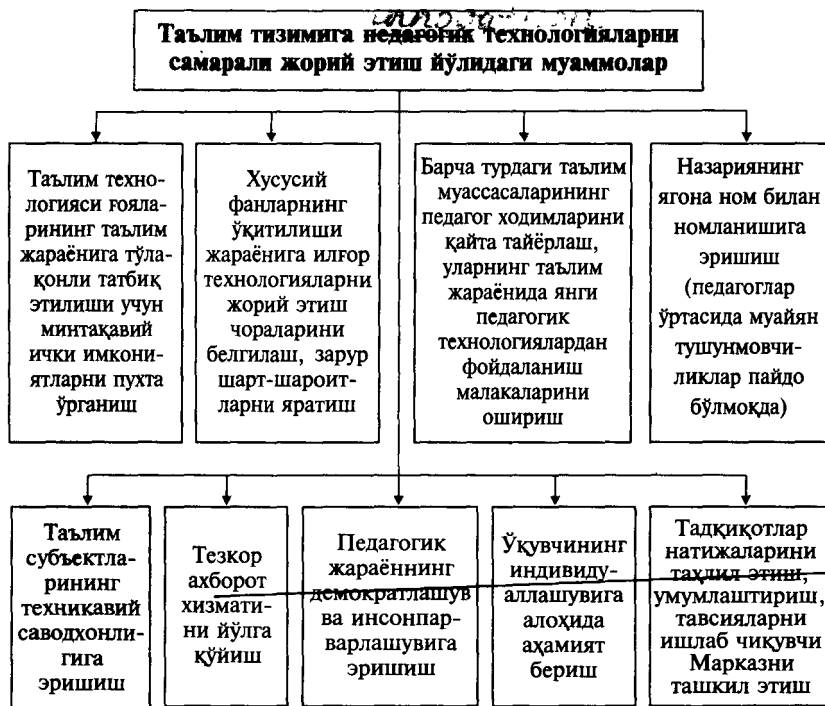 Таълим тизимига педагогик технологияларни
самарали жорий этиш йўлидаги муаммолар
Таълим техно-
логияси ғояла-
рининг таълим
жараёнига тўла-
қонли татбиқ
этилиши учун
минтақавий
ички имкони-
ятларни пухта
ўрганиш
Хусусий
фанларнинг
ўқитилиши
жараёнига илғор
технологияларни
жорий этиш
чораларини
белгилаш, зарур
шарт-шароит-
ларни яратиш
Барча турдаги таълим
муассасаларининг
педагог ходимларини
қайта тайёрлаш,
уларнинг таълим
жараёнида янги
педагогик
технологиялардан
фойдаланиш
малакаларини
ошириш
Назариянинг
ягона ном билан
номланишига
эришиш
(педагоглар
ўртасида муайян
тушунмовчи-
ликлар пайдо
бўлмоқда)
Таълим
субъектла-
рининг
техникавий
саводхонли-
гига
эришиш
Тезкор
ахборот
хизмати-
ни йўлга
қўйиш
Педагогик
жараённинг
демократлашув
ва инсонпар-
варлашувига
эришиш
Ўқувчининг
индивиду-
аллашувига
алоҳида
аҳамият
бериш
Тадқиқотлар
натижаларини
таҳлил этиш,
умумлаштириш,
тавсияларни
ишлаб чиқувчи
Марказни
ташкил этиш